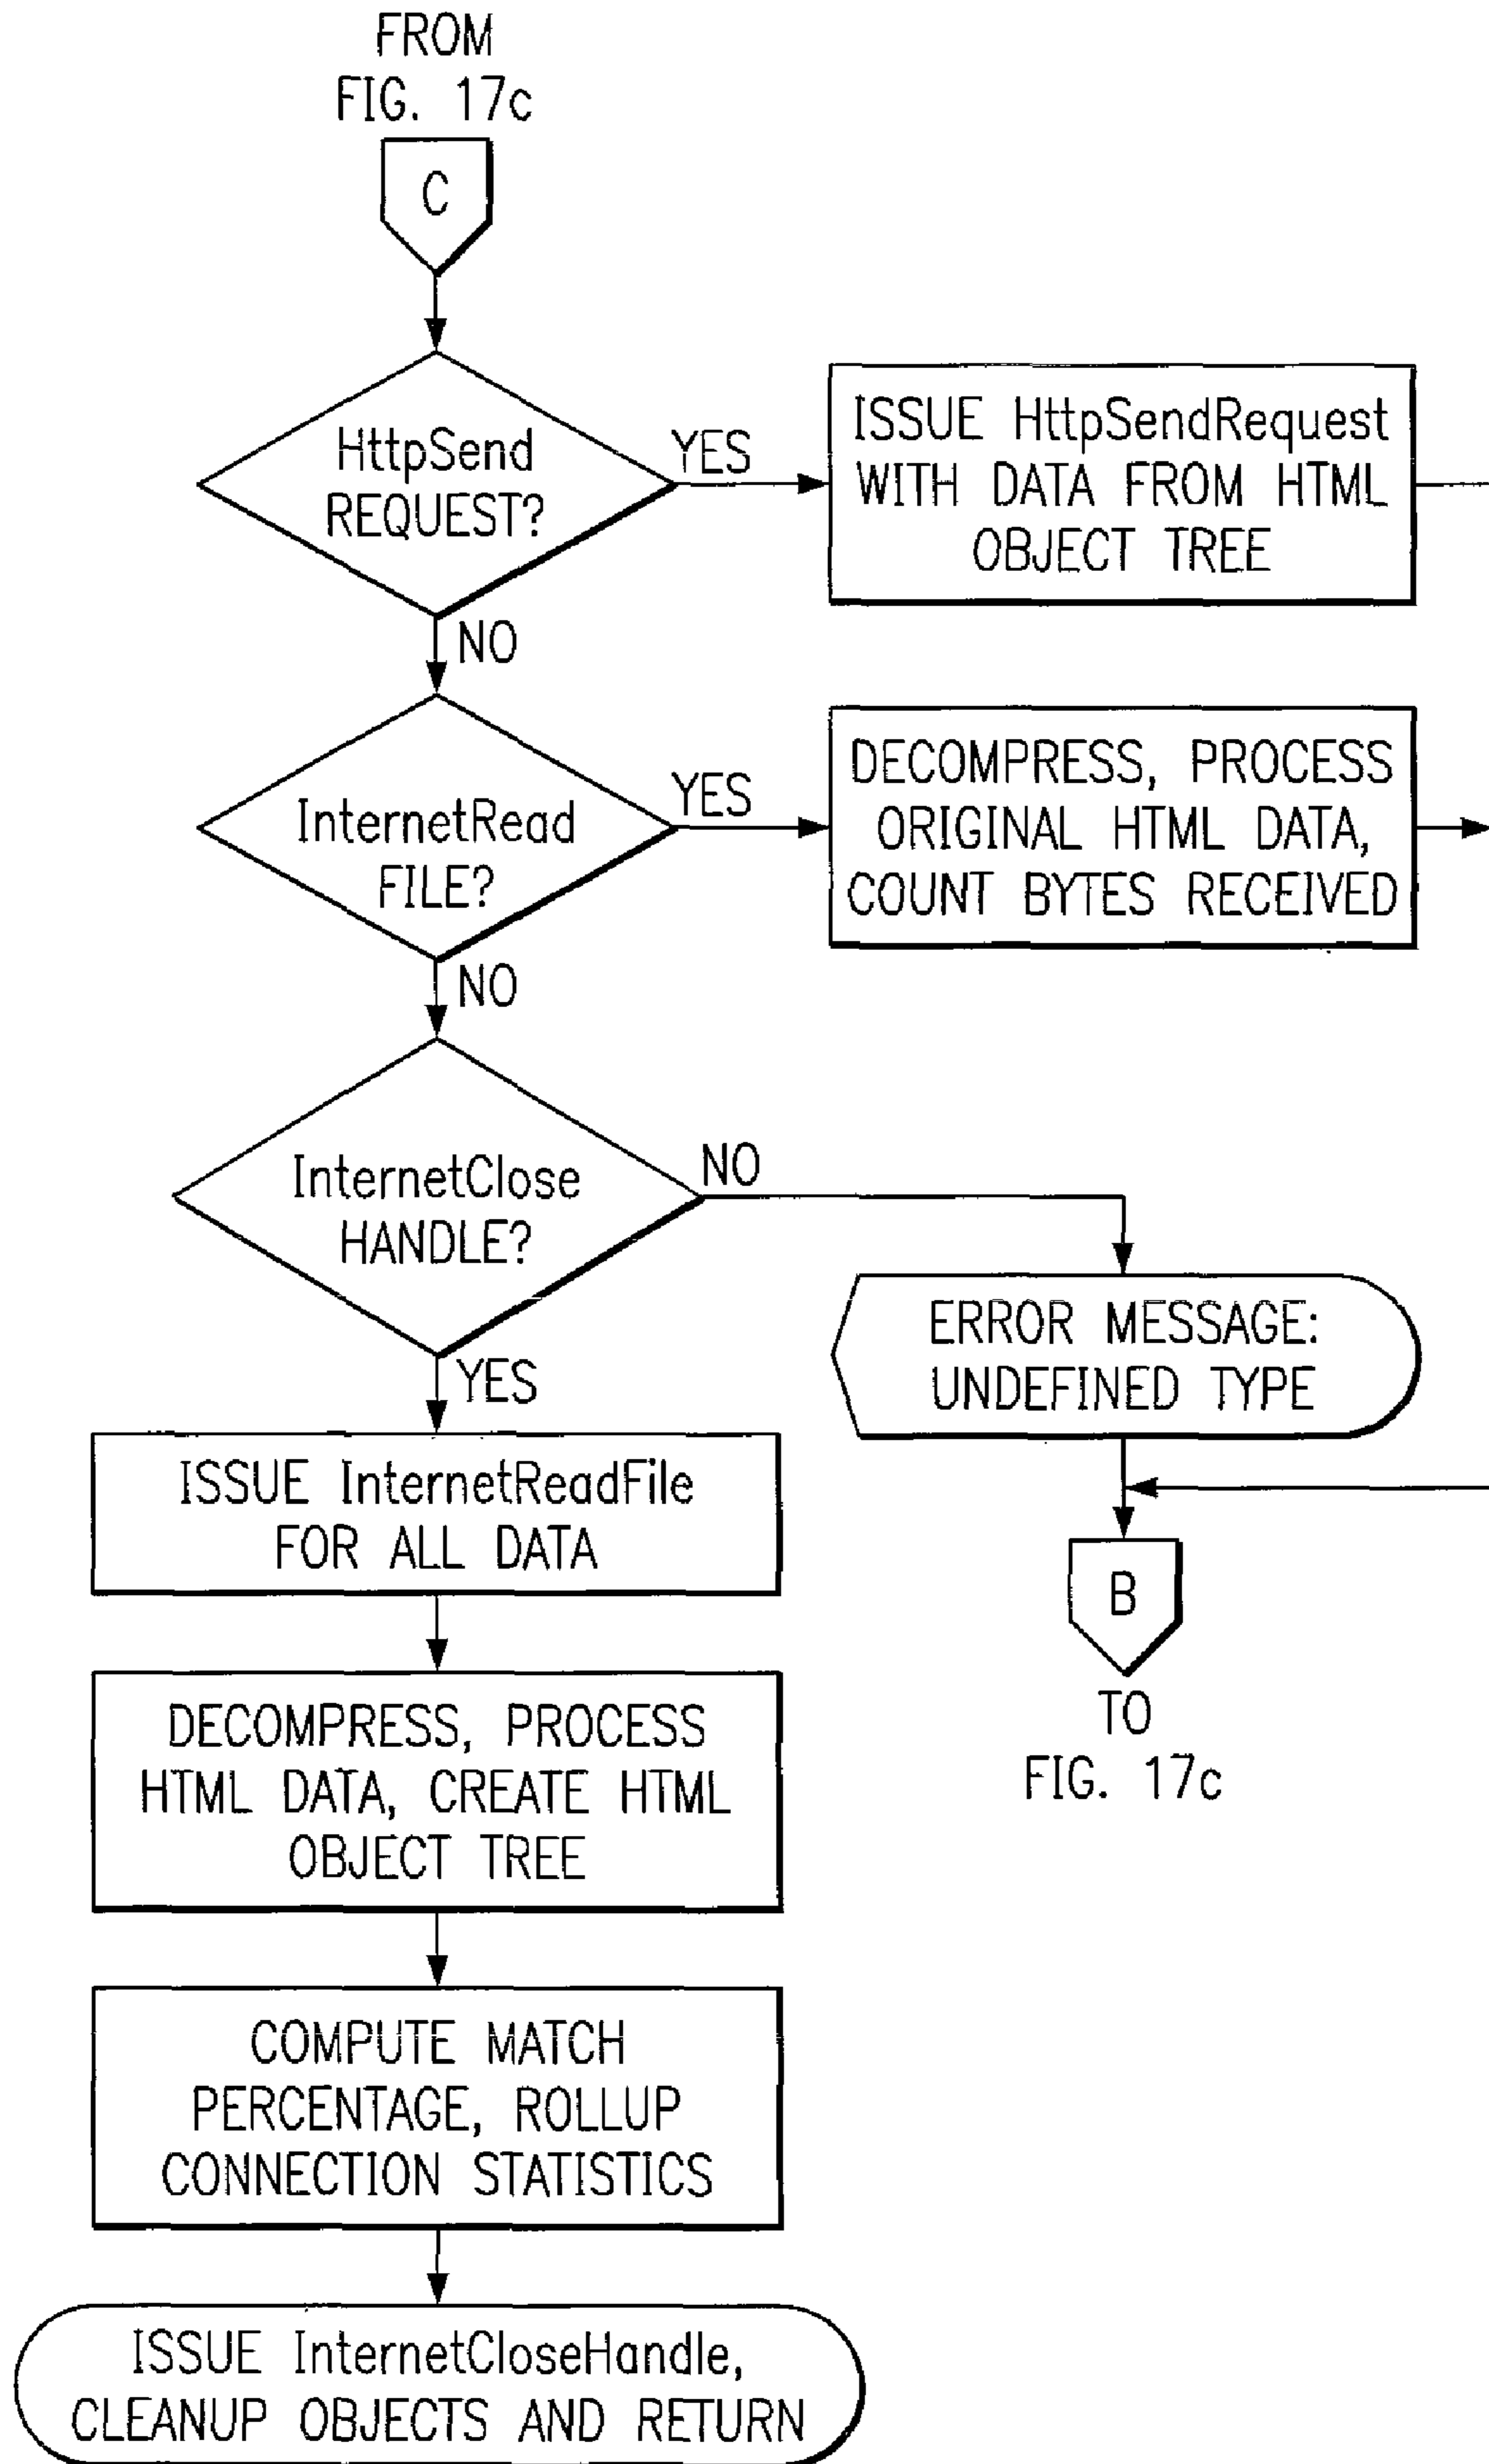 FROM
FIG. 17c
C
HttpSend
REQUEST?
YES
ISSUE HttpSendRequest
WITH DATA FROM HTML
OBJECT TREE
NO
InternetRead
FILE?
YES
DECOMPRESS, PROCESS
ORIGINAL HTML DATA,
COUNT BYTES RECEIVED
NO
InternetClose
HANDLE?
NO
ERROR MESSAGE:
UNDEFINED TYPE
B
TO
FIG. 17c
YES
ISSUE InternetReadFile
FOR ALL DATA
DECOMPRESS, PROCESS
HTML DATA, CREATE HTML
OBJECT TREE
COMPUTE MATCH
PERCENTAGE, ROLLUP
CONNECTION STATISTICS
ISSUE InternetCloseHandle,
CLEANUP OBJECTS AND RETURN